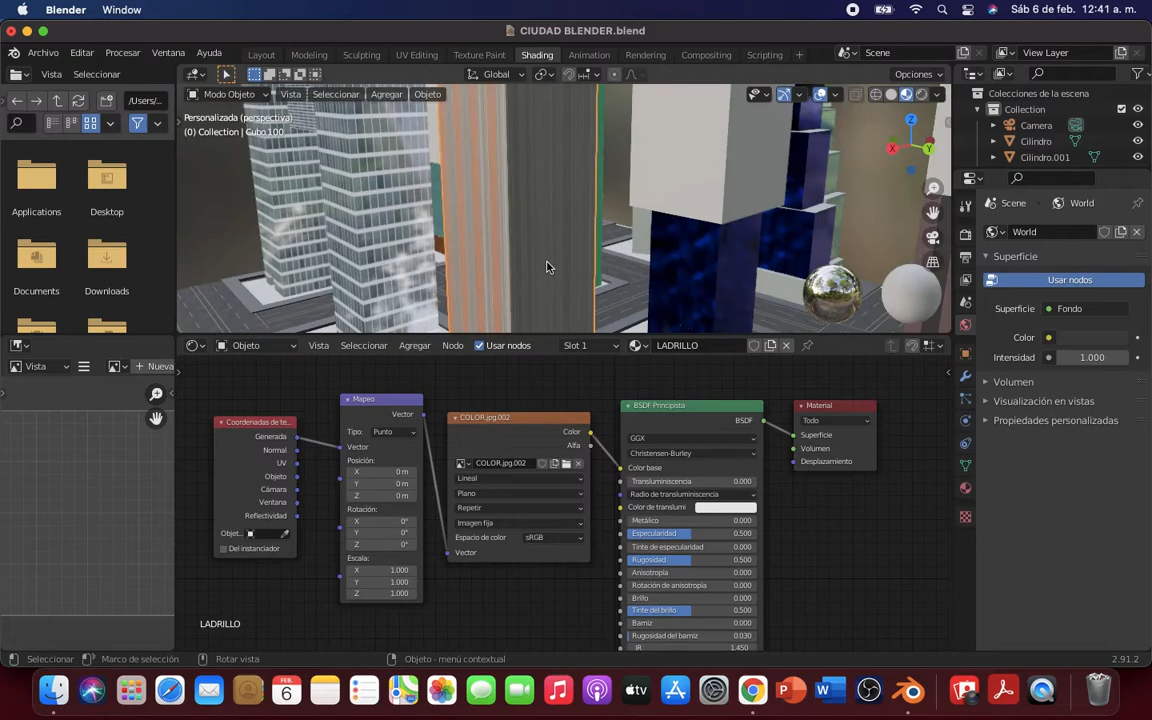 Blender Window Sáb 6 de feb. 12:41 a. m.
CIUDAD BLENDER.blend
Archivo Editar Procesar Ventana Ayuda Layout Modeling Sculpting UV Editing Texture Paint Shading Animation Rendering Compositing Scripting + Scene View Layer
Vista Seleccionar Global Opciones
/Users/... Modo Objeto Vista Seleccionar Agregar Objeto
Personalizada (perspectiva)
(0) Collection | Cubo.100
Z
X Y
Colecciones de la escena
Collection
Camera
Cilindro
Cilindro.001
Applications Desktop
Documents Downloads
Scene World
World
Superficie
Usar nodos
Superficie Fondo
Color
Intensidad 1.000
Volumen
Visualización en vistas
Propiedades personalizadas
Objeto Vista Seleccionar Agregar Nodo Usar nodos Slot 1 LADRILLO
Vista + Nueva
Coordenadas de te...
Generada
Normal
UV
Objeto
Cámara
Ventana
Reflectividad
Objet..
Del instanciador
Mapeo
Vector
Tipo: Punto
Vector
Posición:
X 0 m
Y 0 m
Z 0 m
Rotación:
X 0°
Y 0°
Z 0°
Escala:
X 1.000
Y 1.000
Z 1.000
COLOR.jpg.002
Color
Alfa
COLOR.jpg.002
Lineal
Plano
Repetir
Imagen fija
Espacio de color sRGB
Vector
BSDF Principista
BSDF
GGX
Christensen-Burley
Color base
Transluminiscencia 0.000
Radio de transluminiscencia
Color de translumi
Metálico 0.000
Especularidad 0.500
Tinte de especularidad 0.000
Rugosidad 0.500
Anisotropía 0.000
Rotación de anisotropía 0.000
Brillo 0.000
Tinte del brillo 0.500
Barniz 0.000
Rugosidad del barniz 0.030
IR 1.450
Material
Todo
Superficie
Volumen
Desplazamiento
LADRILLO
Seleccionar Marco de selección Rotar vista Objeto - menú contextual 2.91.2
FEB.
6
tv